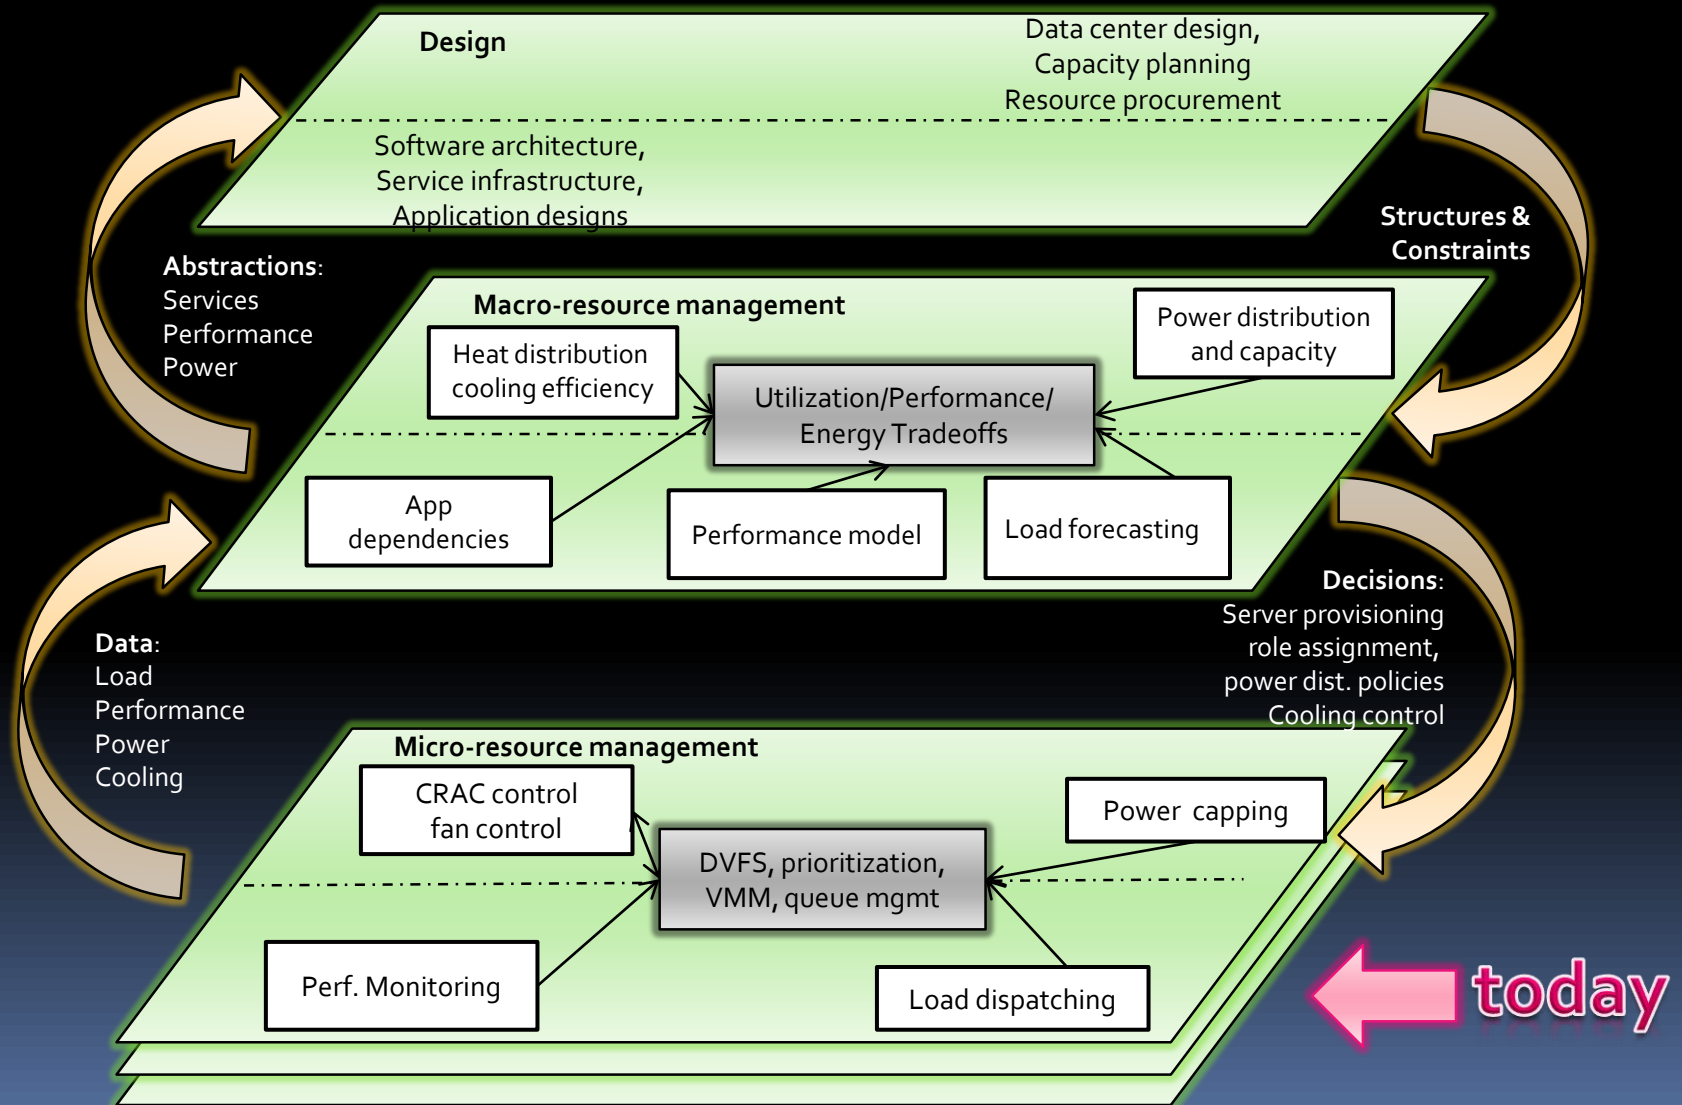 Design
Data center design,
Capacity planning
Resource procurement
Software architecture,
Service infrastructure,
Application designs
Structures &
Constraints
Abstractions:
Services
Performance
Power
Macro-resource management
Heat distribution
cooling efficiency
Power distribution
and capacity
Utilization/Performance/
Energy Tradeoffs
App
dependencies
Performance model
Load forecasting
Decisions:
Server provisioning
role assignment,
power dist. policies
Cooling control
Data:
Load
Performance
Power
Cooling
Micro-resource management
CRAC control
fan control
Power capping
DVFS, prioritization,
VMM, queue mgmt
Perf. Monitoring
Load dispatching
today